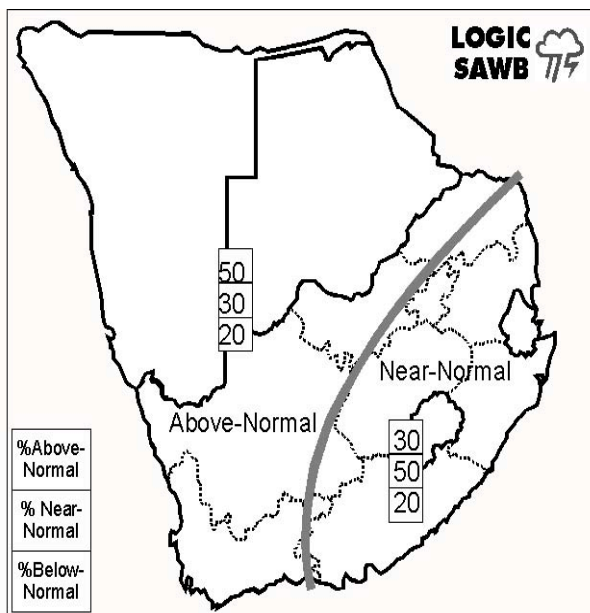 LOGIC
SAWB
50
30
20
Near-Normal
Above-Normal
30
50
20
%Above-
Normal
% Near-
Normal
%Below-
Normal